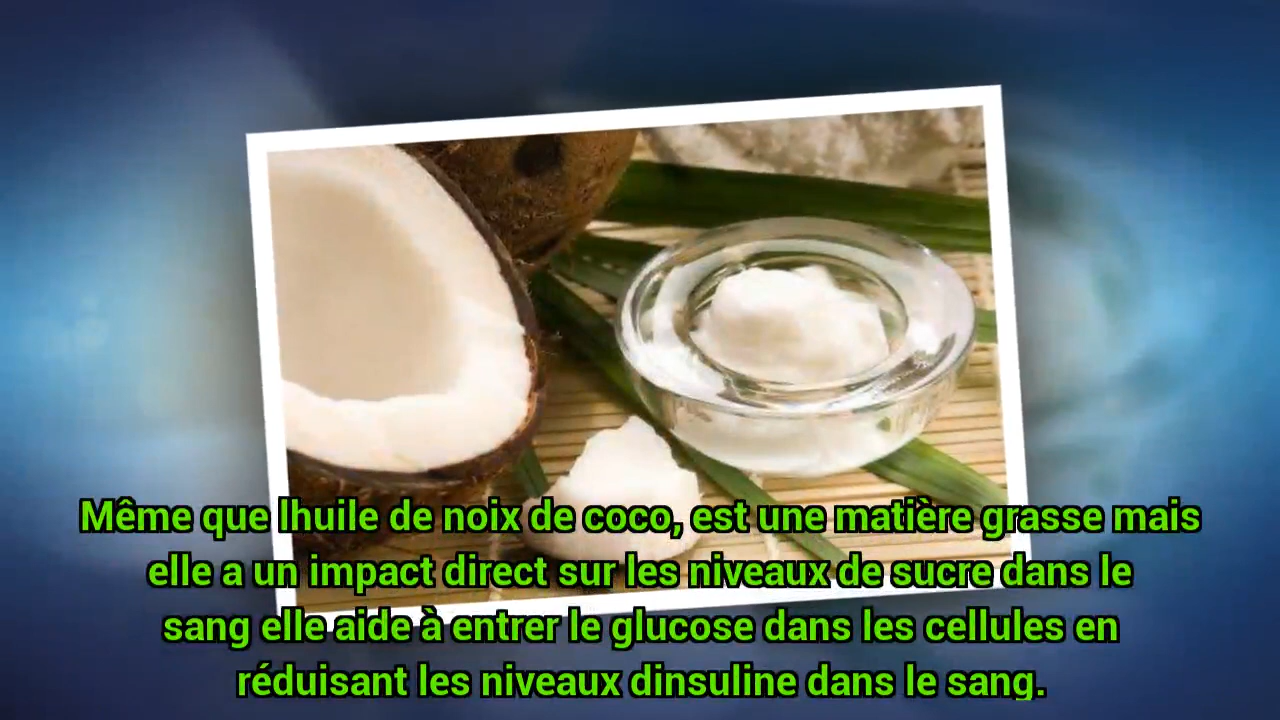 Même que lhuile de noix de coco, est une matière grasse mais
elle a un impact direct sur les niveaux de sucre dans le
sang elle aide à entrer le glucose dans les cellules en
réduisant les niveaux dinsuline dans le sang.